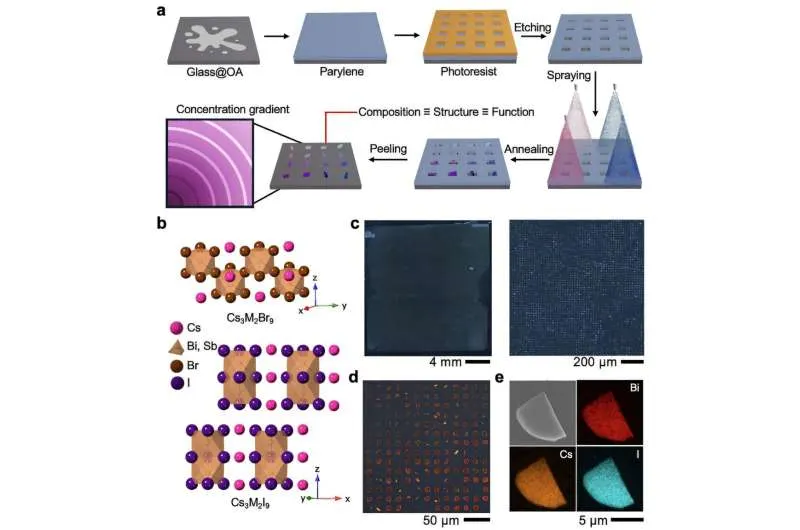 a
Etching
Glass@OA
Parylene
Photoresist
Spraying
Concentration gradient
Composition ≡ Structure ≡ Function
Peeling
Annealing
b
z
x
y
Cs₃M₂Br₉
Cs
Bi, Sb
Br
I
z
Cs₃M₂I₉
y
x
c
4 mm
200 µm
d
50 µm
e
Bi
Cs
I
5 µm